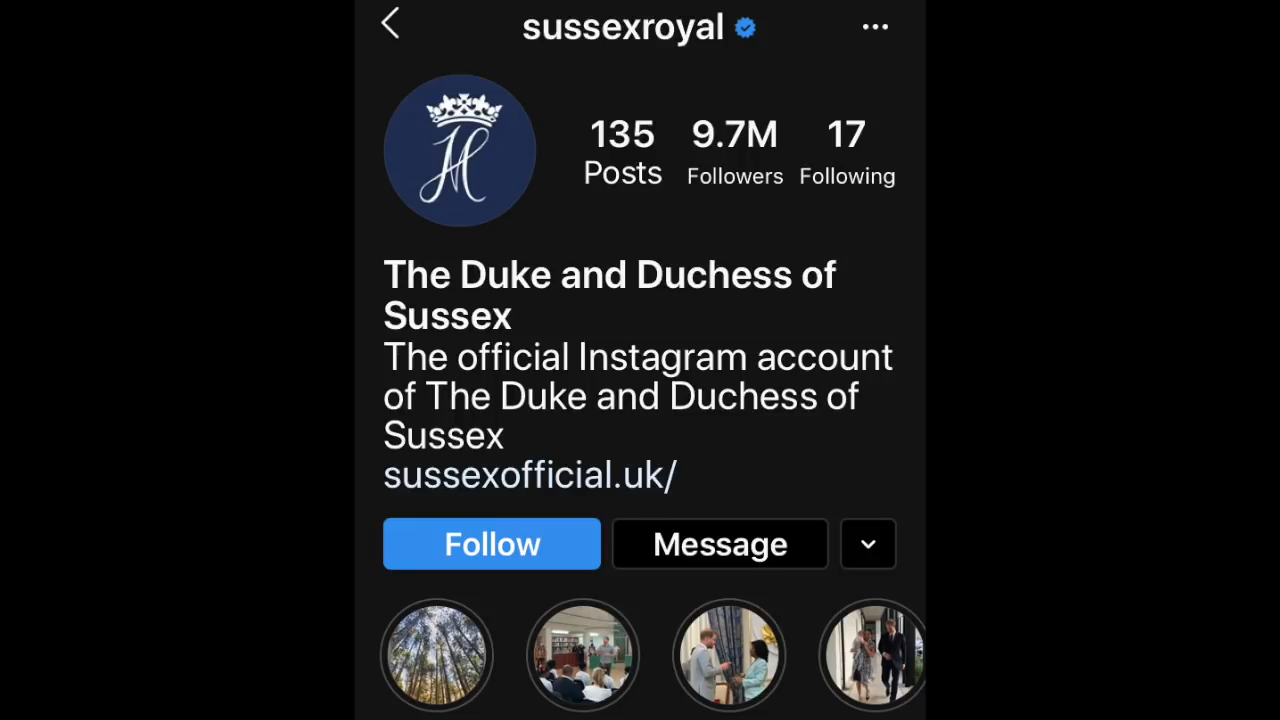 sussexroyal
135 9.7M 17
Posts Followers Following
The Duke and Duchess of
Sussex
The official Instagram account
of The Duke and Duchess of
Sussex
sussexofficial.uk/
Follow Message